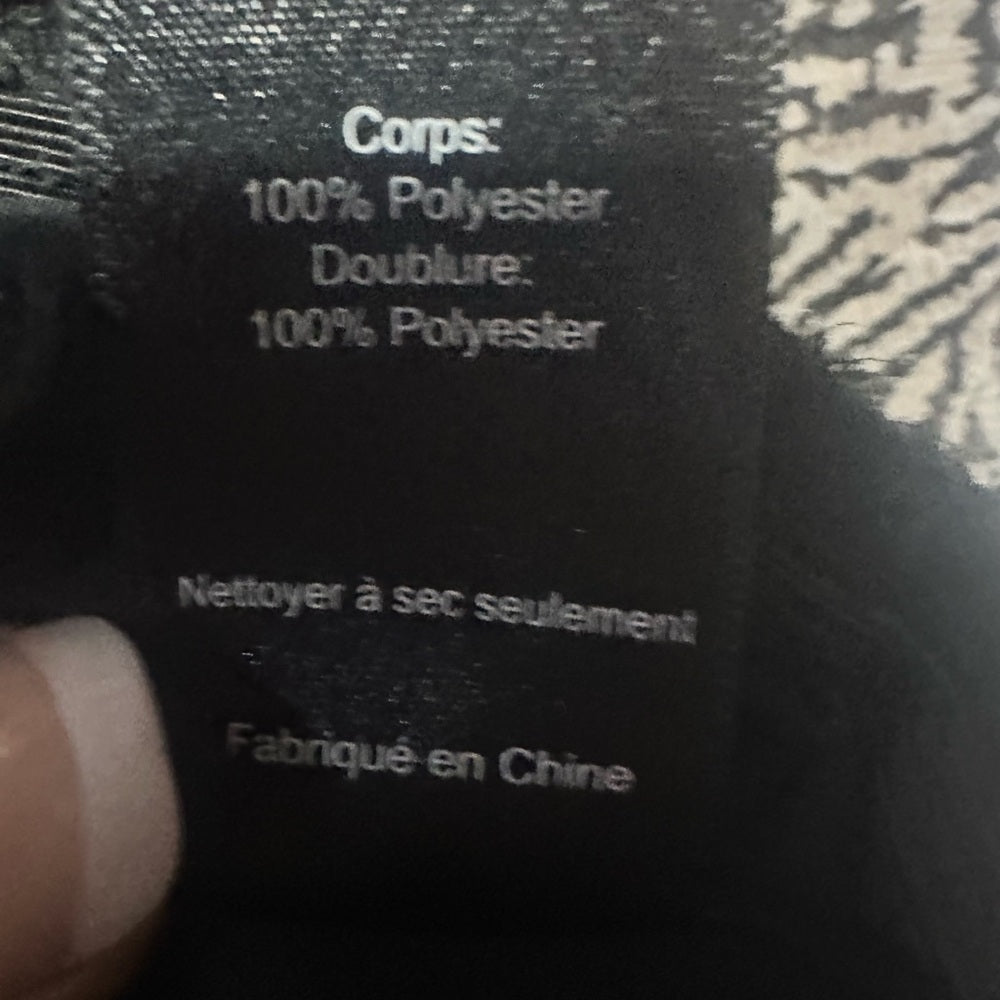 Corps:
100% Polyester
Doublure:
100% Polyester
Nettoyer à sec seulement
Fabriqué en Chine